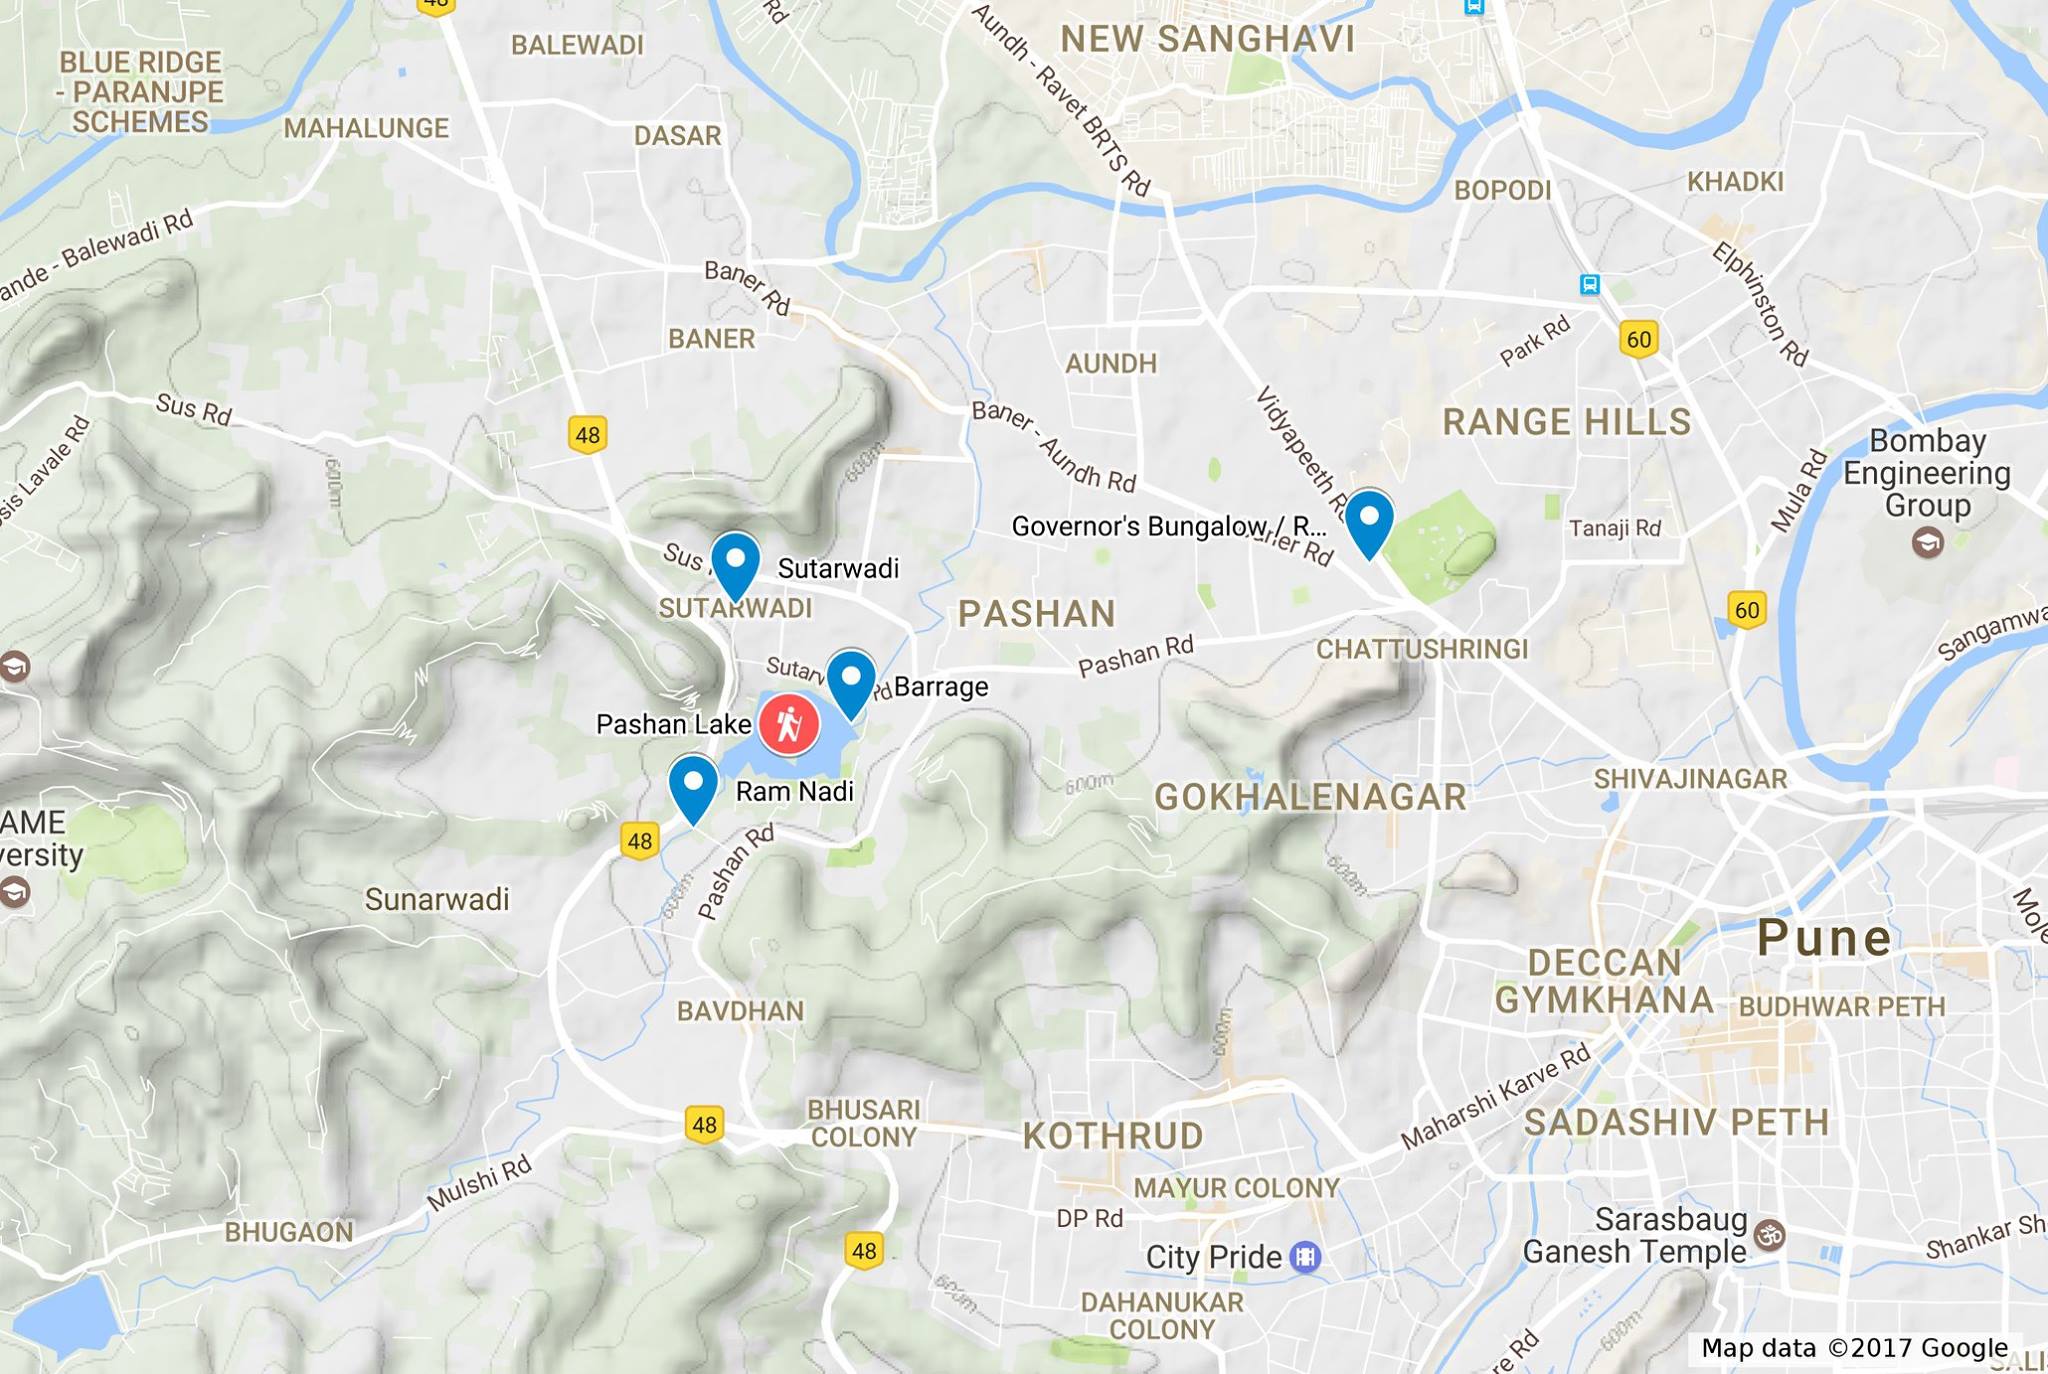 48
BALEWADI
Rd
Aundh - Ravet BRTS Rd
NEW SANGHAVI
BLUE RIDGE
- PARANJPE
SCHEMES
MAHALUNGE
DASAR
BOPODI
KHADKI
ande - Balewadi Rd
Baner Rd
Elphinston Rd
BANER
AUNDH
Park Rd
60
Sus Rd
48
600m
Baner - Aundh Rd
Vidyapeeth Rd
RANGE HILLS
Bombay
Engineering
Group
osis Lavale Rd
600m
Mula Rd
Governor's Bungalow / R...
rier Rd
Tanaji Rd
Sus
Sutarwadi
SUTARWADI
PASHAN
60
Sangamwa
Pashan Rd
CHATTUSHRINGI
Sutarw
Rd
Barrage
Pashan Lake
Ram Nadi
600m
GOKHALENAGAR
SHIVAJINAGAR
AME
versity
48
Pashan Rd
600m
600m
Sunarwadi
Mole
Pune
DECCAN
GYMKHANA
BUDHWAR PETH
BAVDHAN
600m
Maharshi Karve Rd
BHUSARI
COLONY
48
KOTHRUD
SADASHIV PETH
Mulshi Rd
MAYUR COLONY
BHUGAON
DP Rd
Sarasbaug
Ganesh Temple
Shankar Sh
48
City Pride
600m
DAHANUKAR
COLONY
600m
re Rd
Map data ©2017 Google
SALI